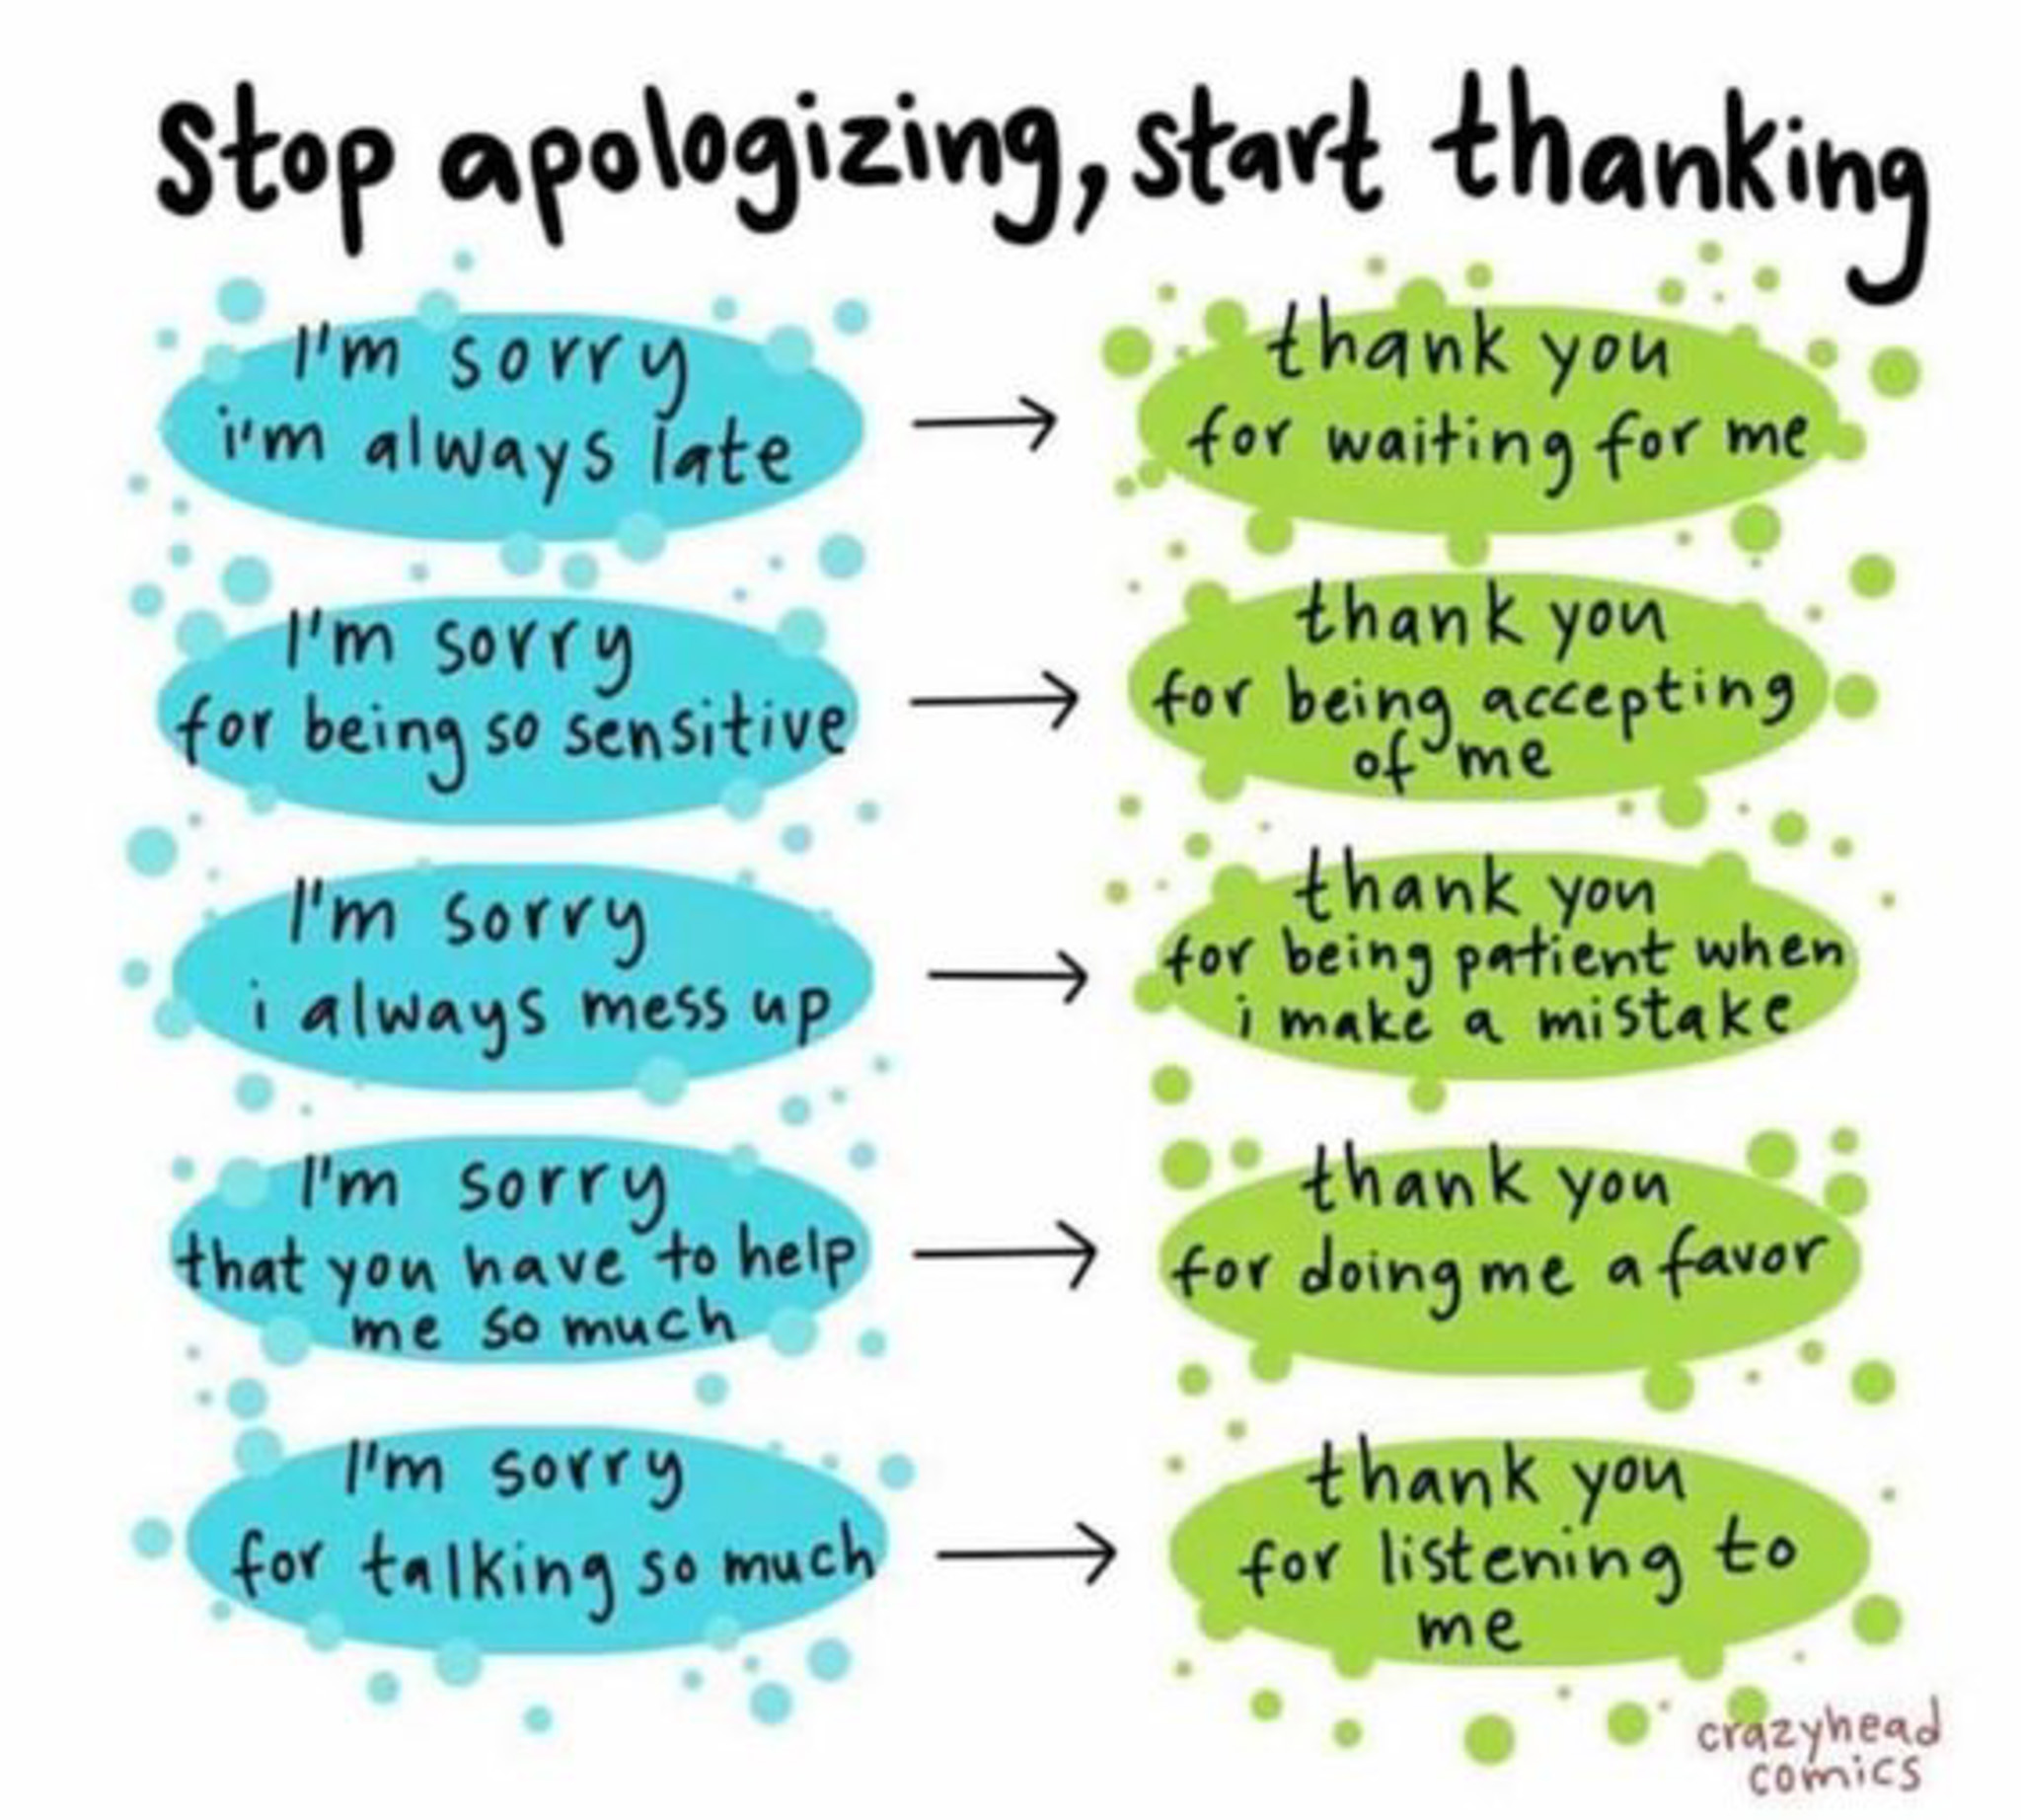 Stop apologizing, start thanking
I'm sorry
i'm always late
thank you
for waiting for me
I'm sorry
for being so sensitive
thank you
for being accepting
of me
I'm sorry
i always mess up
thank you
for being patient when
i make a mistake
I'm sorry
that you have to help
me so much
thank you
for doing me a favor
I'm sorry
for talking so much
thank you
for listening to
me
crazyhead
comics